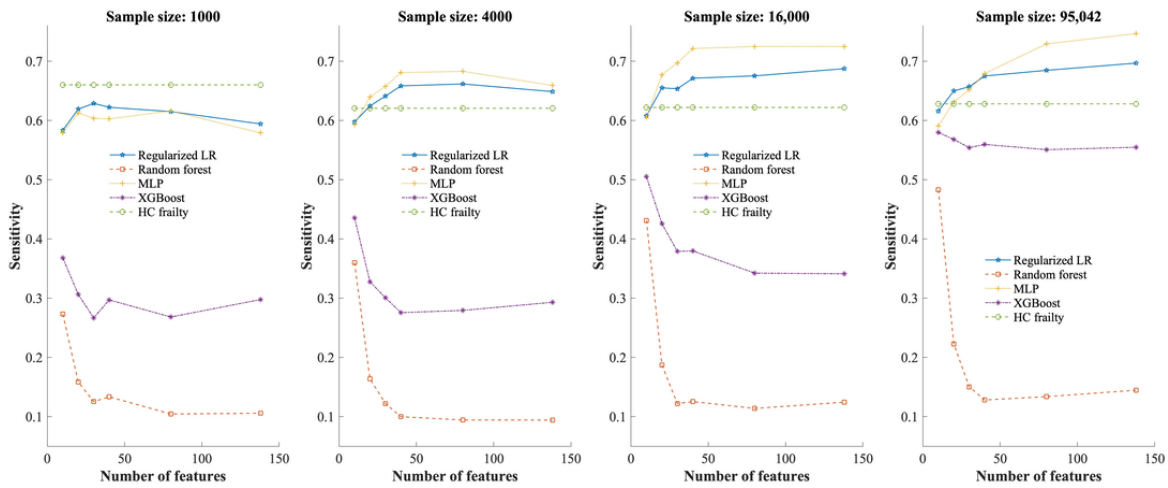 Sample size: 1000
0.7
0.6
0.5
0.4
0.3
0.2
0.1
Sensitivity
Regularized LR
Random forest
MLP
XGBoost
HC frailty
0 50 100 150
Number of features
Sample size: 4000
0.7
0.6
0.5
0.4
0.3
0.2
0.1
Sensitivity
Regularized LR
Random forest
MLP
XGBoost
HC frailty
0 50 100 150
Number of features
Sample size: 16,000
0.7
0.6
0.5
0.4
0.3
0.2
0.1
Sensitivity
Regularized LR
Random forest
MLP
XGBoost
HC frailty
0 50 100 150
Number of features
Sample size: 95,042
0.7
0.6
0.5
0.4
0.3
0.2
0.1
Sensitivity
Regularized LR
Random forest
MLP
XGBoost
HC frailty
0 50 100 150
Number of features